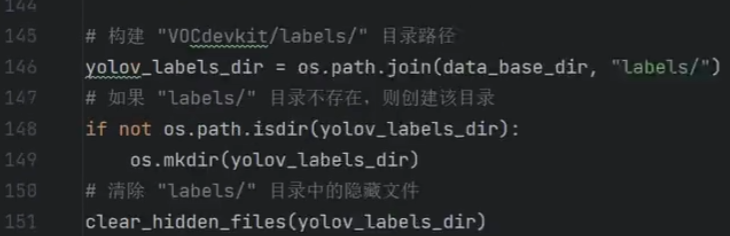 144
145 # 构建 "VOCdevkit/labels/" 目录路径
146 yolov_labels_dir = os.path.join(data_base_dir, "labels/")
147 # 如果 "labels/" 目录不存在，则创建该目录
148 if not os.path.isdir(yolov_labels_dir):
149     os.mkdir(yolov_labels_dir)
150 # 清除 "labels/" 目录中的隐藏文件
151 clear_hidden_files(yolov_labels_dir)